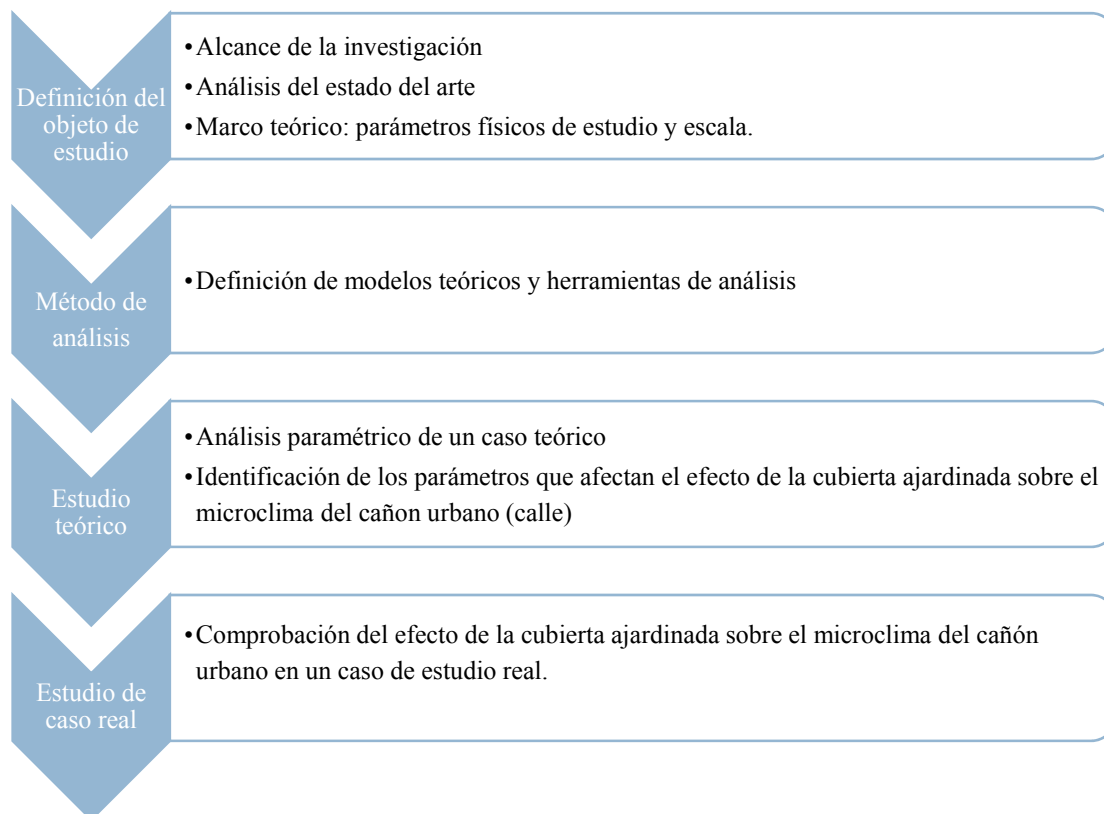 Definición del
objeto de
estudio
•Alcance de la investigación
•Análisis del estado del arte
•Marco teórico: parámetros físicos de estudio y escala.
Método de
análisis
•Definición de modelos teóricos y herramientas de análisis
Estudio
teórico
•Análisis paramétrico de un caso teórico
•Identificación de los parámetros que afectan el efecto de la cubierta ajardinada sobre el
microclima del cañon urbano (calle)
Estudio de
caso real
•Comprobación del efecto de la cubierta ajardinada sobre el microclima del cañón
urbano en un caso de estudio real.